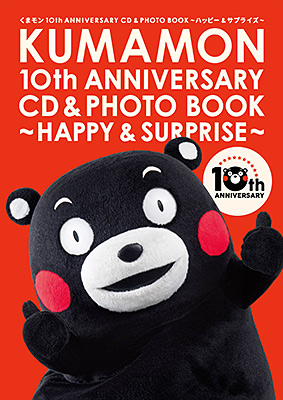 くまモン 10th ANNIVERSARY CD & PHOTO BOOK ~ハッピー&サプライズ~
KUMAMON
10th ANNIVERSARY
CD & PHOTO BOOK
~HAPPY & SURPRISE~
10th
ANNIVERSARY